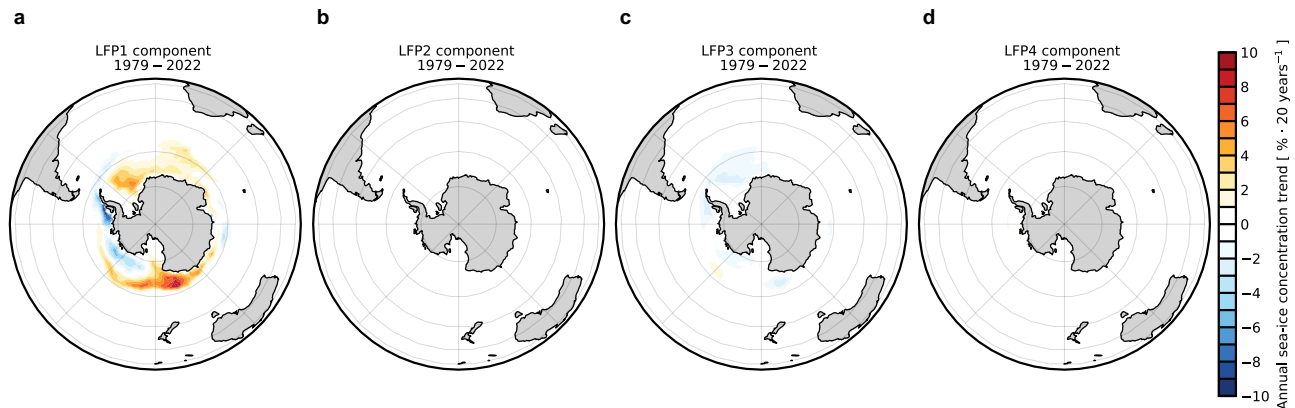 a
b
c
d
LFP1 component
1979 – 2022
LFP2 component
1979 – 2022
LFP3 component
1979 – 2022
LFP4 component
1979 – 2022
10
8
6
4
2
0
−2
−4
−6
−8
−10
Annual sea-ice concentration trend [ % · 20 years⁻¹ ]